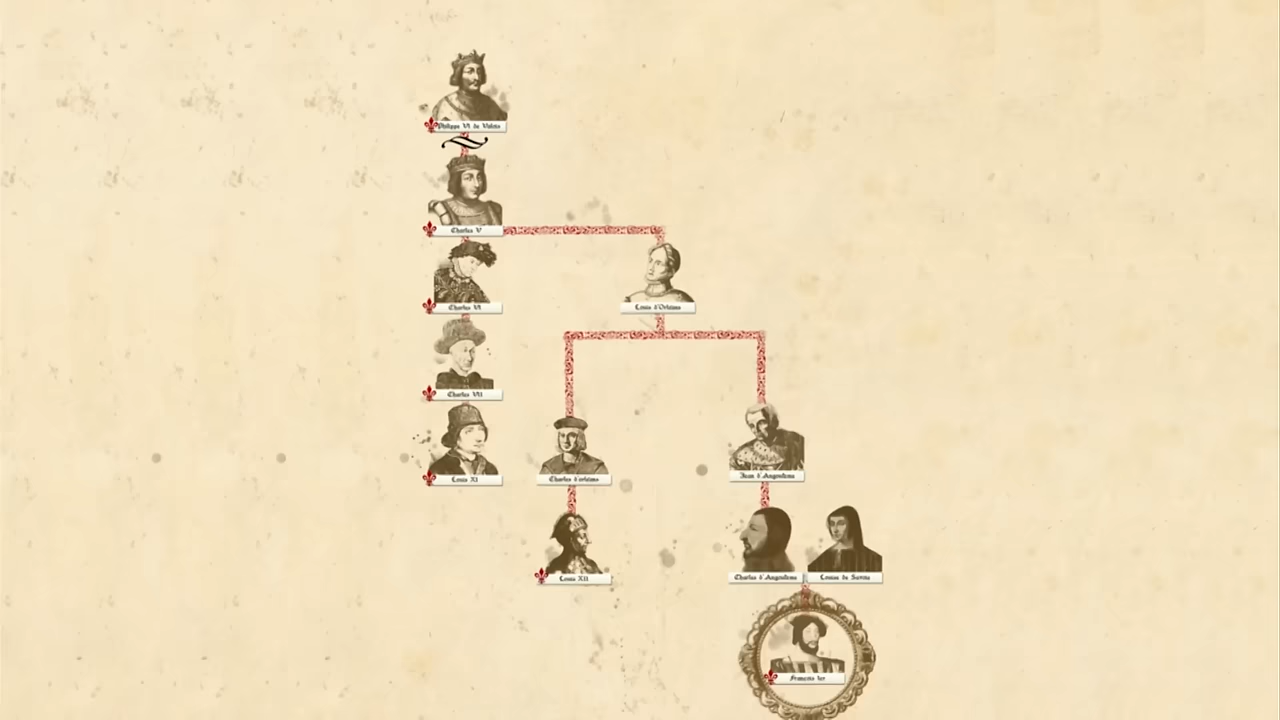 Philippe VI de Valois
Charles V
Charles VI
Louis d'Orléans
Charles VII
Louis XI
Charles d'orléans
Jean d'Angoulême
Louis XII
Charles d'Angoulême
Louise de Savoie
François Ier